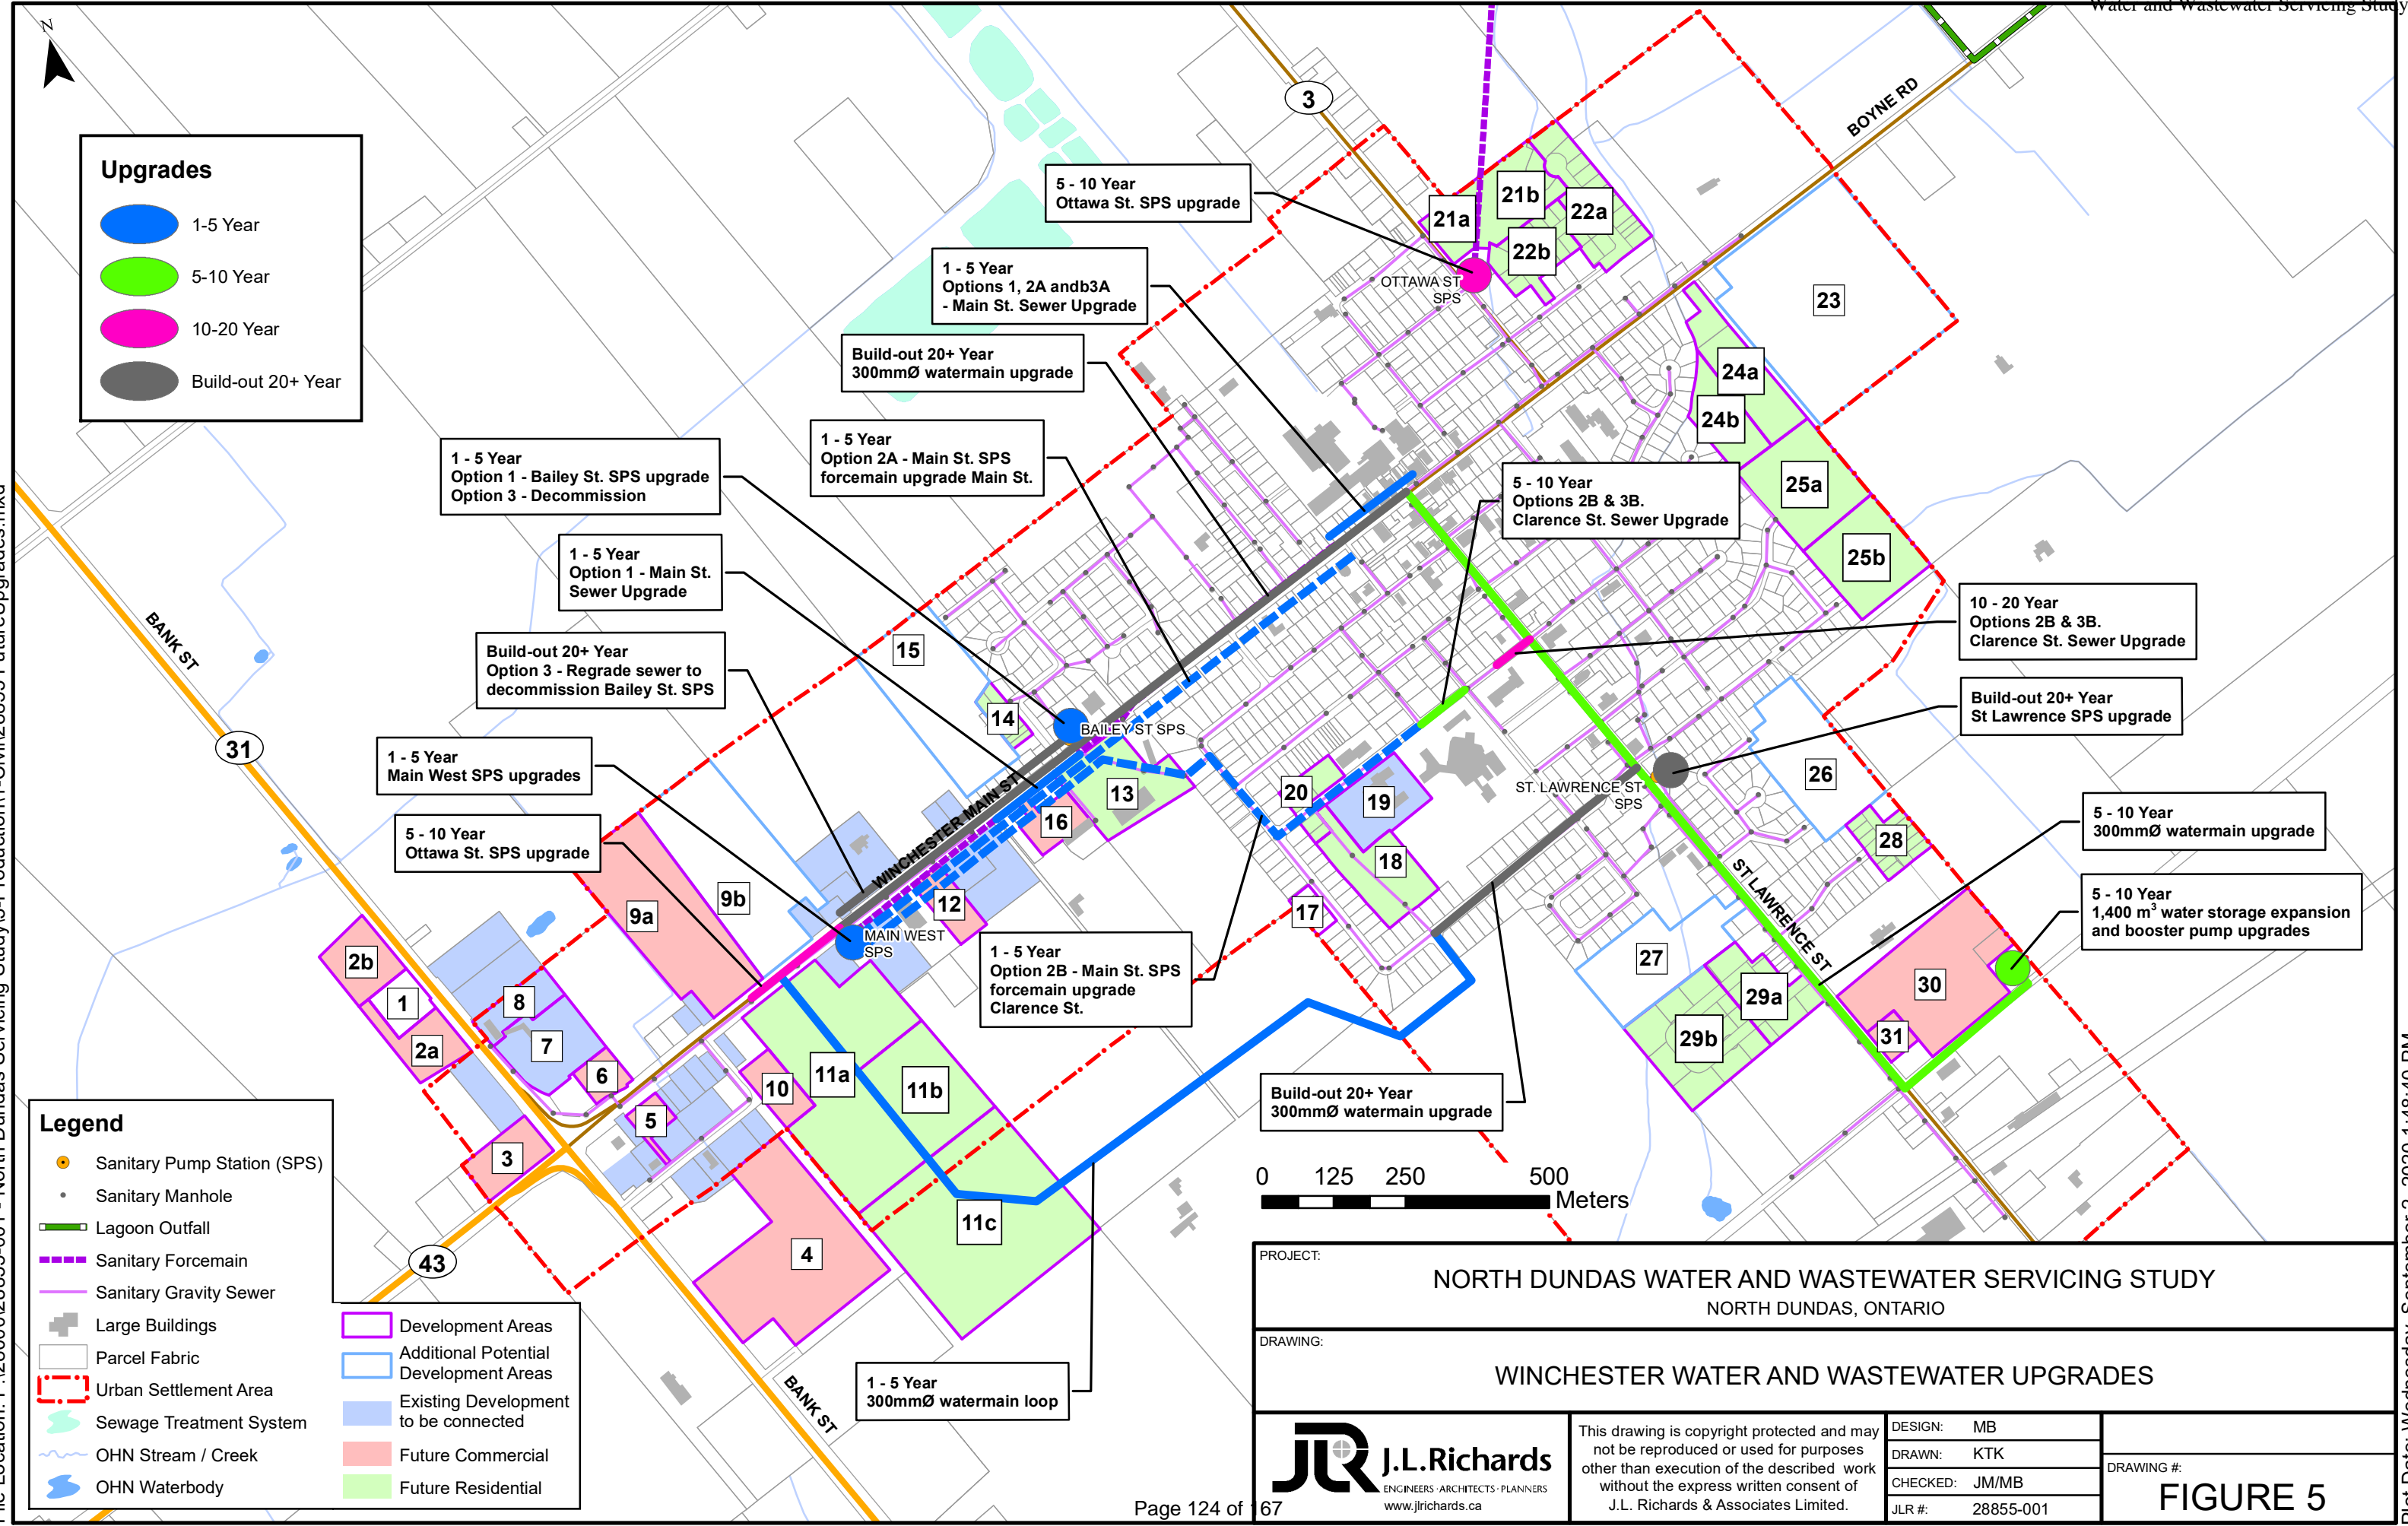 Water and Wastewater Servicing Study
N
Upgrades
1-5 Year
5-10 Year
10-20 Year
Build-out 20+ Year
3
BOYNE RD
5 - 10 Year
Ottawa St. SPS upgrade
21a
21b
22a
22b
OTTAWA ST
SPS
1 - 5 Year
Options 1, 2A andb3A
- Main St. Sewer Upgrade
23
Build-out 20+ Year
300mmØ watermain upgrade
24a
24b
1 - 5 Year
Option 2A - Main St. SPS
forcemain upgrade Main St.
1 - 5 Year
Option 1 - Bailey St. SPS upgrade
Option 3 - Decommission
5 - 10 Year
Options 2B & 3B.
Clarence St. Sewer Upgrade
25a
25b
1 - 5 Year
Option 1 - Main St.
Sewer Upgrade
10 - 20 Year
Options 2B & 3B.
Clarence St. Sewer Upgrade
BANK ST
15
Build-out 20+ Year
Option 3 - Regrade sewer to
decommission Bailey St. SPS
Build-out 20+ Year
St Lawrence SPS upgrade
14
BAILEY ST SPS
31
1 - 5 Year
Main West SPS upgrades
13
20
19
ST. LAWRENCE ST
SPS
26
16
WINCHESTER MAIN ST
5 - 10 Year
Ottawa St. SPS upgrade
18
28
5 - 10 Year
300mmØ watermain upgrade
9a
9b
12
17
ST LAWRENCE ST
5 - 10 Year
1,400 m³ water storage expansion
and booster pump upgrades
MAIN WEST
SPS
1 - 5 Year
Option 2B - Main St. SPS
forcemain upgrade
Clarence St.
27
2b
1
8
7
2a
6
29a
29b
30
31
10
11a
11b
5
3
Build-out 20+ Year
300mmØ watermain upgrade
11c
4
43
0 125 250 500
Meters
BANK ST
1 - 5 Year
300mmØ watermain loop
Legend
Sanitary Pump Station (SPS)
Sanitary Manhole
Lagoon Outfall
Sanitary Forcemain
Sanitary Gravity Sewer
Large Buildings
Parcel Fabric
Urban Settlement Area
Sewage Treatment System
OHN Stream / Creek
OHN Waterbody
Development Areas
Additional Potential
Development Areas
Existing Development
to be connected
Future Commercial
Future Residential
PROJECT:
NORTH DUNDAS WATER AND WASTEWATER SERVICING STUDY
NORTH DUNDAS, ONTARIO
DRAWING:
WINCHESTER WATER AND WASTEWATER UPGRADES
JLR J.L.Richards
ENGINEERS · ARCHITECTS · PLANNERS
www.jlrichards.ca
This drawing is copyright protected and may
not be reproduced or used for purposes
other than execution of the described work
without the express written consent of
J.L. Richards & Associates Limited.
DESIGN: MB
DRAWN: KTK
CHECKED: JM/MB
JLR #: 28855-001
DRAWING #:
FIGURE 5
Page 124 of 167